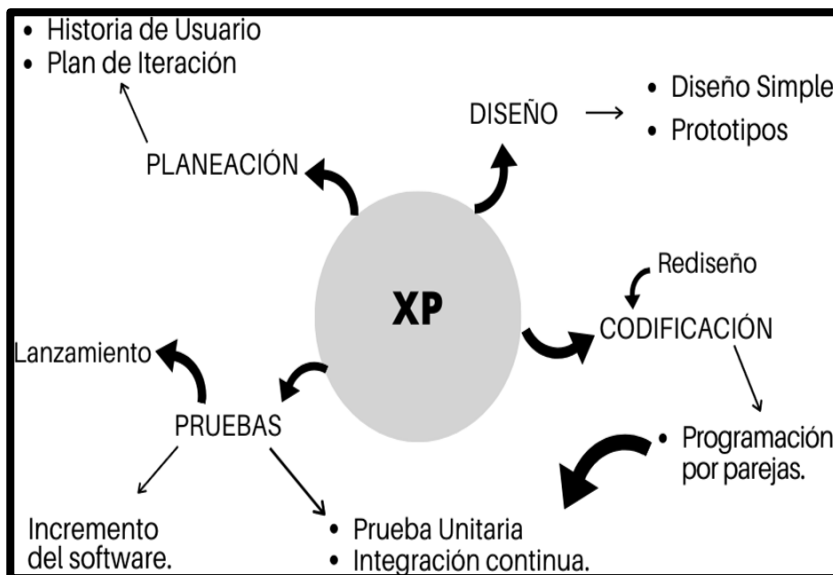 • Historia de Usuario
• Plan de Iteración
PLANEACIÓN
DISEÑO
• Diseño Simple
• Prototipos
XP
Rediseño
CODIFICACIÓN
• Programación
por parejas.
Lanzamiento
PRUEBAS
Incremento
del software.
• Prueba Unitaria
• Integración continua.